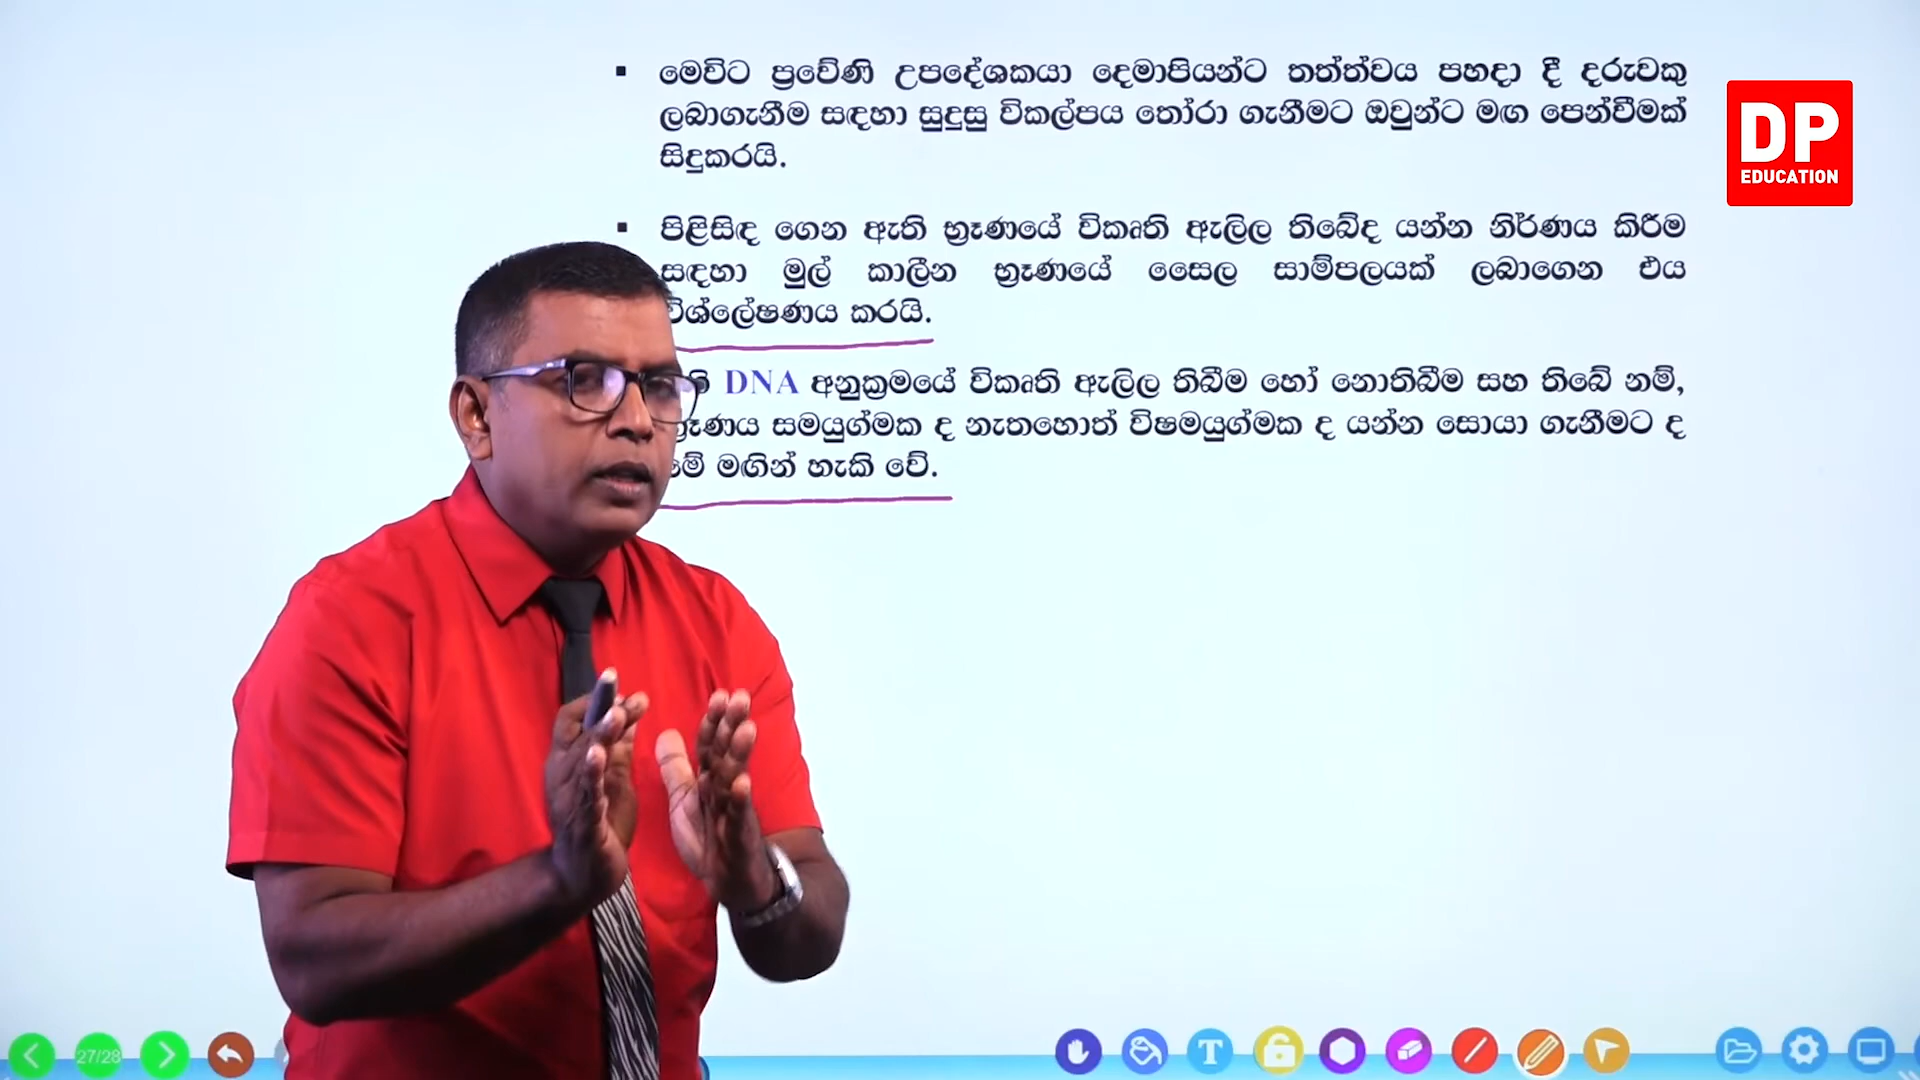 මෙවිට ප්‍රවේණි උපදේශකයා දෙමාපියන්ට තත්ත්වය පහදා දී දරුවකු
ලබාගැනීම සඳහා සුදුසු විකල්පය තෝරා ගැනීමට ඔවුන්ට මඟ පෙන්වීමක්
සිදුකරයි.
DP
EDUCATION
පිළිසිඳ ගෙන ඇති භ්‍රූණයේ විකෘති ඇලිල තිබේද යන්න නිර්ණය කිරීම
සඳහා මුල් කාලීන භ්‍රූණයේ සෛල සාම්පලයක් ලබාගෙන එය
විශ්ලේෂණය කරයි.
DNA අනුක්‍රමයේ විකෘති ඇලිල තිබීම හෝ නොතිබීම සහ තිබේ නම්,
භ්‍රූණය සමයුග්මක ද නැතහොත් විෂමයුග්මක ද යන්න සොයා ගැනීමට ද
මඟින් හැකි වේ.
27/28
T